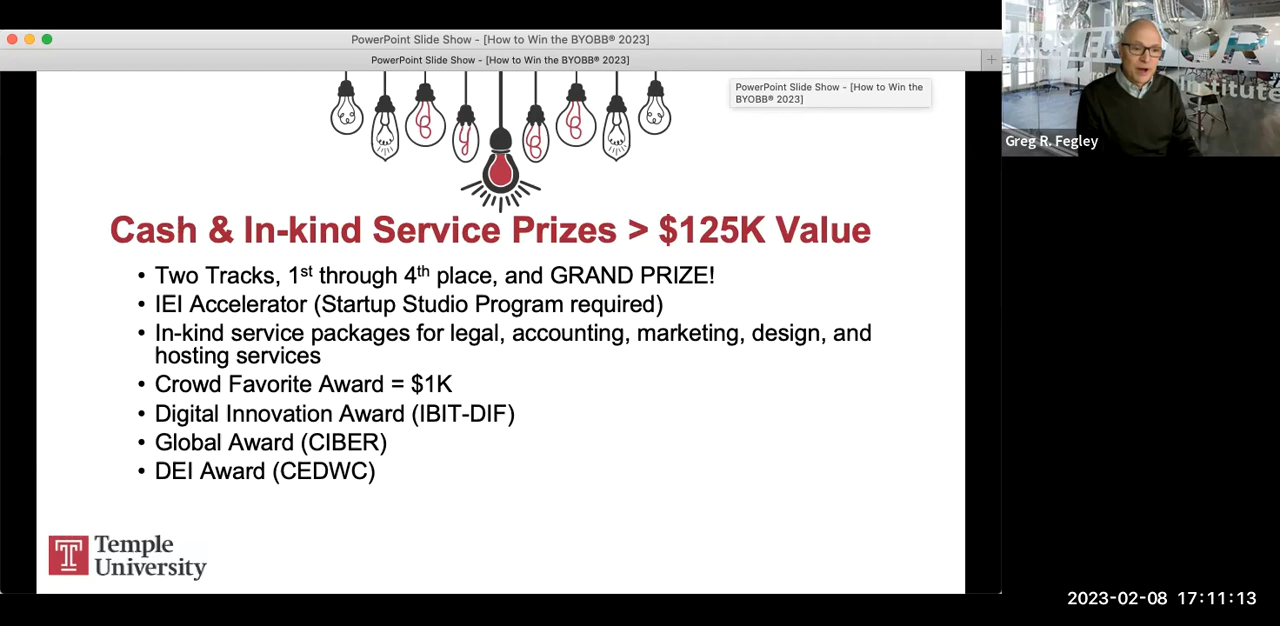 PowerPoint Slide Show - [How to Win the BYOBB® 2023]
PowerPoint Slide Show - [How to Win the BYOBB® 2023]
PowerPoint Slide Show - [How to Win the
BYOBB® 2023]
B y B B
Cash & In-kind Service Prizes > $125K Value
• Two Tracks, 1st through 4th place, and GRAND PRIZE!
• IEI Accelerator (Startup Studio Program required)
• In-kind service packages for legal, accounting, marketing, design, and
hosting services
• Crowd Favorite Award = $1K
• Digital Innovation Award (IBIT-DIF)
• Global Award (CIBER)
• DEI Award (CEDWC)
T Temple
University
institute
Greg R. Fegley
2023-02-08 17:11:13